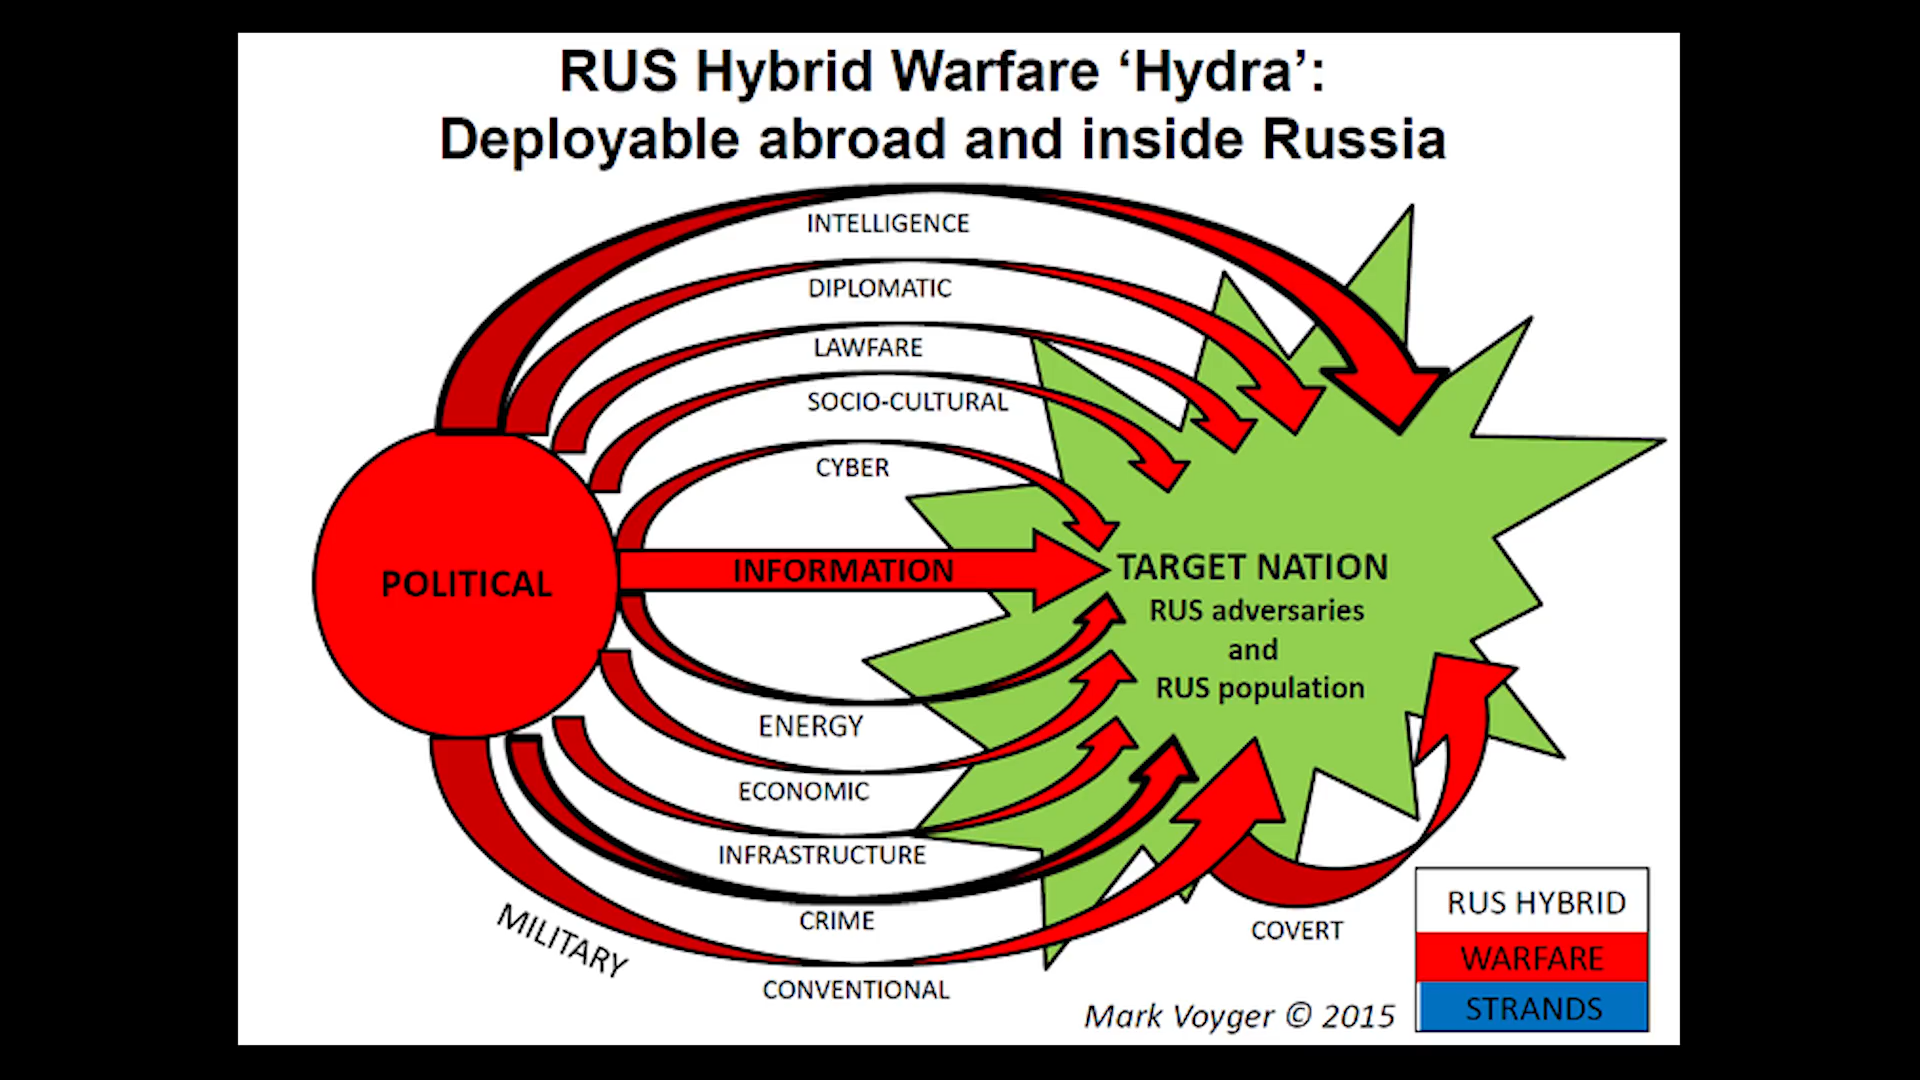 RUS Hybrid Warfare ‘Hydra’:
Deployable abroad and inside Russia
INTELLIGENCE
DIPLOMATIC
LAWFARE
SOCIO-CULTURAL
CYBER
POLITICAL
INFORMATION
TARGET NATION
RUS adversaries
and
RUS population
ENERGY
ECONOMIC
INFRASTRUCTURE
CRIME
MILITARY
CONVENTIONAL
COVERT
RUS HYBRID
WARFARE
STRANDS
Mark Voyger © 2015